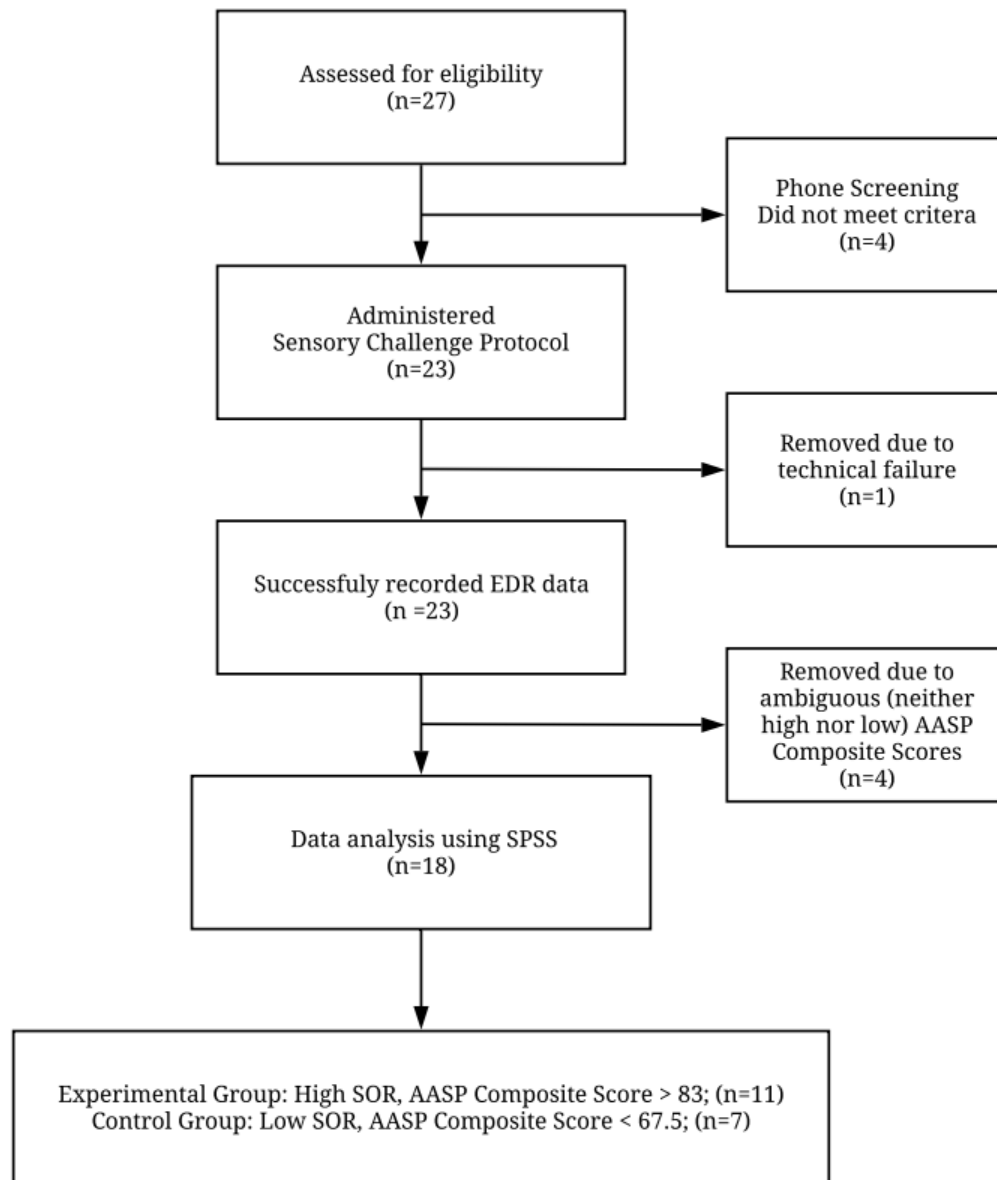 Assessed for eligibility
(n=27)
Phone Screening
Did not meet critera
(n=4)
Administered
Sensory Challenge Protocol
(n=23)
Removed due to
technical failure
(n=1)
Successfuly recorded EDR data
(n =23)
Removed due to
ambiguous (neither
high nor low) AASP
Composite Scores
(n=4)
Data analysis using SPSS
(n=18)
Experimental Group: High SOR, AASP Composite Score > 83; (n=11)
Control Group: Low SOR, AASP Composite Score < 67.5; (n=7)